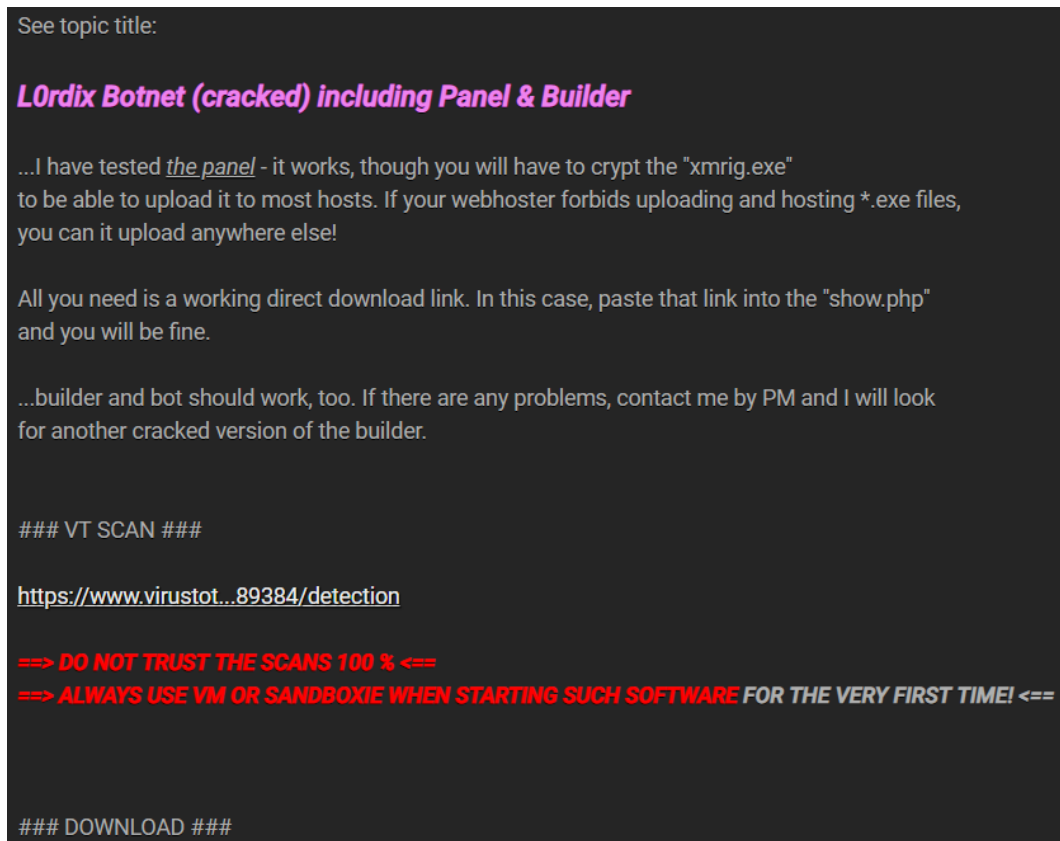 See topic title:
L0rdix Botnet (cracked) including Panel & Builder
...I have tested the panel - it works, though you will have to crypt the "xmrig.exe"
to be able to upload it to most hosts. If your webhoster forbids uploading and hosting *.exe files,
you can it upload anywhere else!
All you need is a working direct download link. In this case, paste that link into the "show.php"
and you will be fine.
...builder and bot should work, too. If there are any problems, contact me by PM and I will look
for another cracked version of the builder.
### VT SCAN ###
https://www.virustot...89384/detection
==> DO NOT TRUST THE SCANS 100 % <==
==> ALWAYS USE VM OR SANDBOXIE WHEN STARTING SUCH SOFTWARE FOR THE VERY FIRST TIME! <==
### DOWNLOAD ###